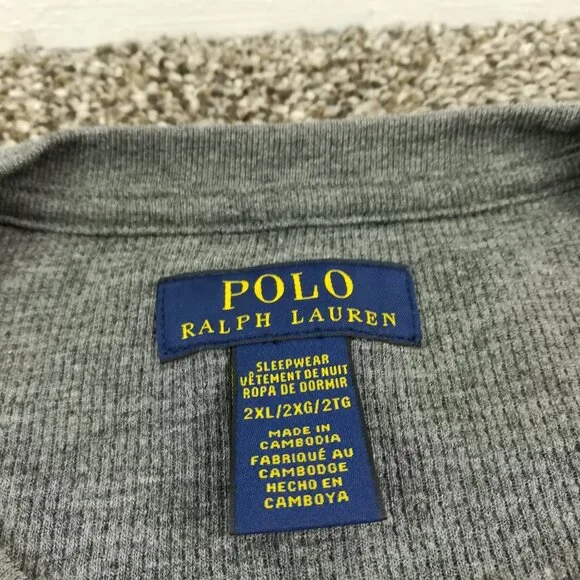 POLO
RALPH LAUREN
SLEEPWEAR
VÊTEMENT DE NUIT
ROPA DE DORMIR
2XL/2XG/2TG
MADE IN
CAMBODIA
FABRIQUÉ AU
CAMBODGE
HECHO EN
CAMBOYA